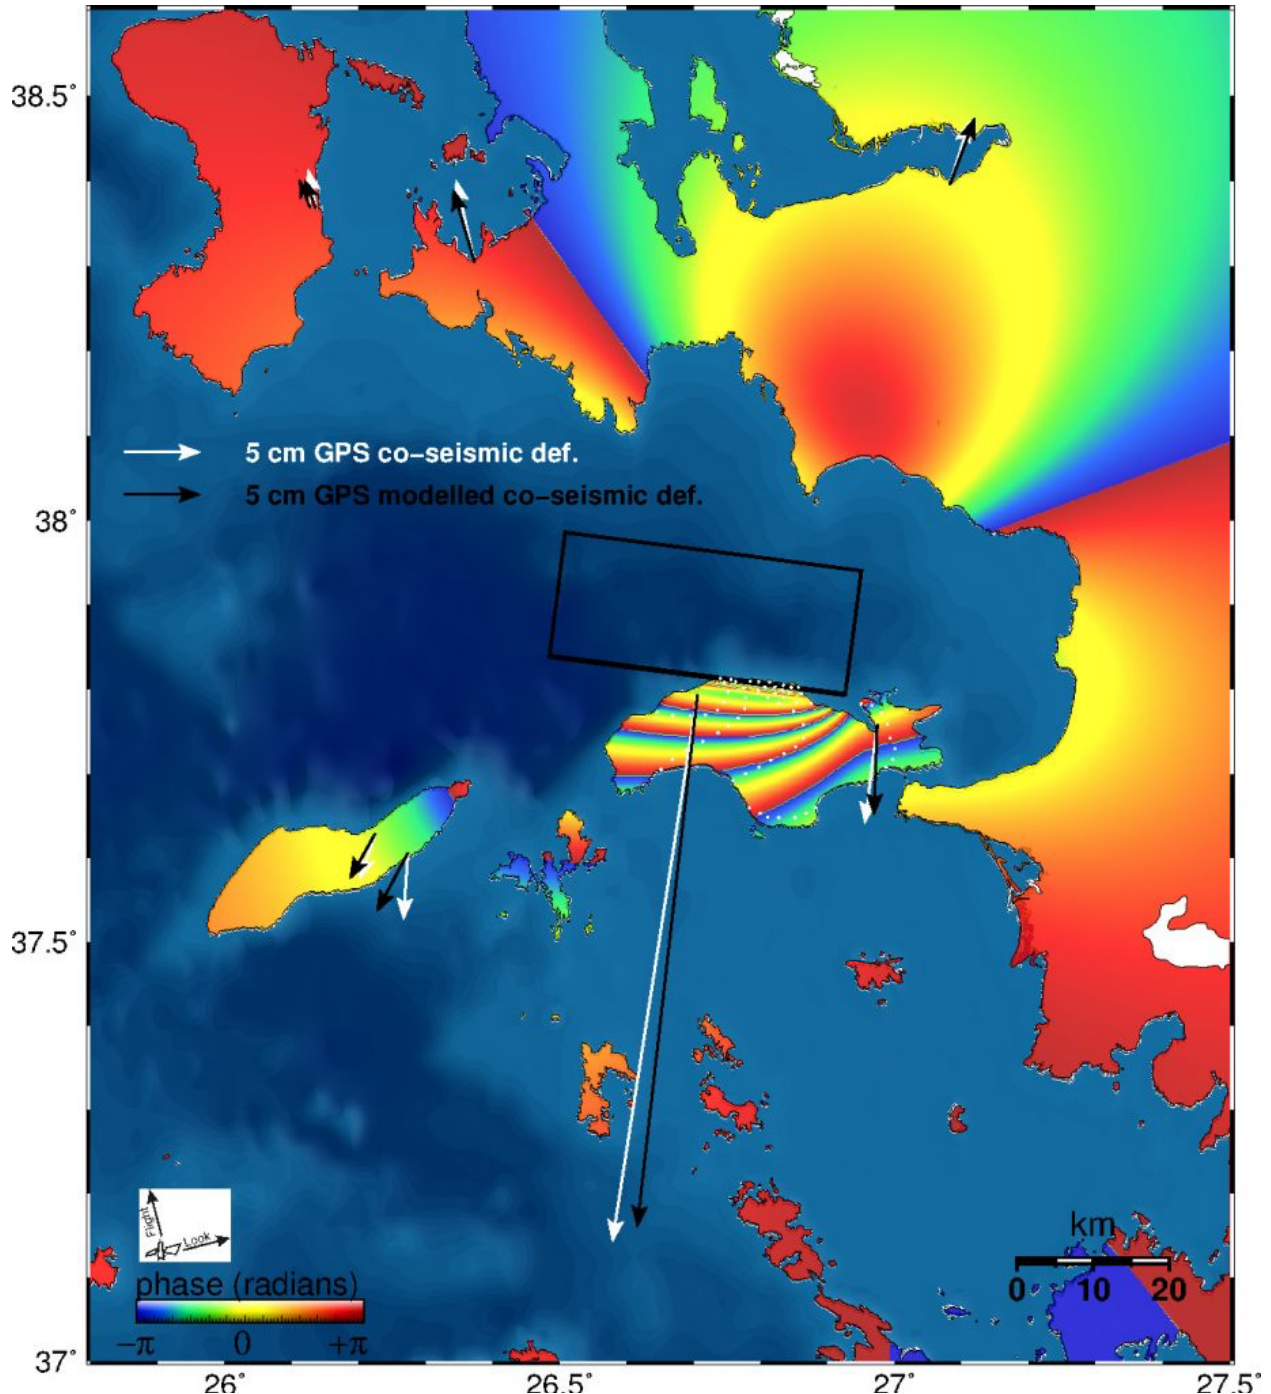 38.5°
5 cm GPS co-seismic def.
5 cm GPS modelled co-seismic def.
38°
37.5°
Flight
Look
phase (radians)
−π 0 +π
km
0 10 20
37°
26° 26.5° 27° 27.5°